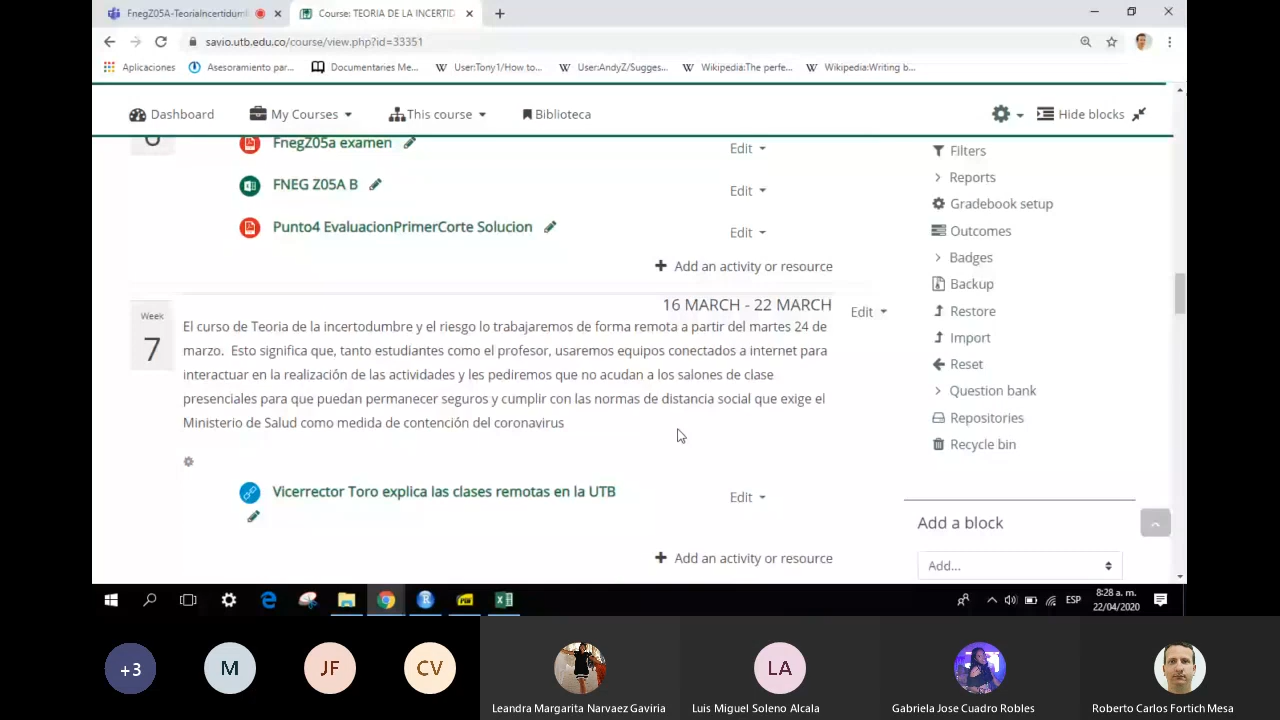 FnegZ05A-TeoriaIncertidumb
Course: TEORIA DE LA INCERTID
savio.utb.edu.co/course/view.php?id=33351
Aplicaciones
Asesoramiento par...
Documentaries Me...
User:Tony1/How to...
User:AndyZ/Sugges...
Wikipedia:The perfe...
Wikipedia:Writing b...
Dashboard
My Courses
This course
Biblioteca
Hide blocks
6
FnegZ05a examen
Edit
FNEG Z05A B
Edit
Punto4 EvaluacionPrimerCorte Solucion
Edit
Add an activity or resource
Week
7
16 MARCH - 22 MARCH
Edit
El curso de Teoria de la incertodumbre y el riesgo lo trabajaremos de forma remota a partir del martes 24 de
marzo. Esto significa que, tanto estudiantes como el profesor, usaremos equipos conectados a internet para
interactuar en la realización de las actividades y les pediremos que no acudan a los salones de clase
presenciales para que puedan permanecer seguros y cumplir con las normas de distancia social que exige el
Ministerio de Salud como medida de contención del coronavirus
Vicerrector Toro explica las clases remotas en la UTB
Edit
Add an activity or resource
Filters
Reports
Gradebook setup
Outcomes
Badges
Backup
Restore
Import
Reset
Question bank
Repositories
Recycle bin
Add a block
Add...
ESP
8:28 a. m.
22/04/2020
+3
M
JF
CV
LA
Leandra Margarita Narvaez Gaviria
Luis Miguel Soleno Alcala
Gabriela Jose Cuadro Robles
Roberto Carlos Fortich Mesa